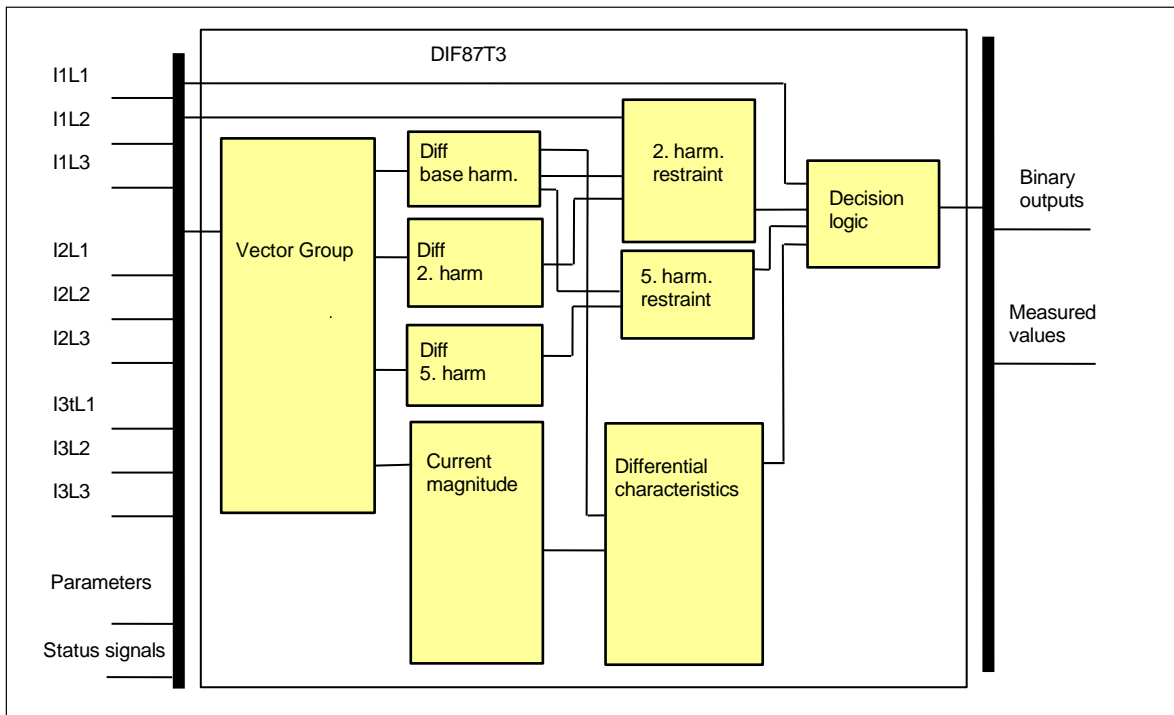 DIF87T3
I1L1
I1L2
I1L3
I2L1
I2L2
I2L3
I3tL1
I3L2
I3L3
Parameters
Status signals
Vector Group
Diff
base harm.
Diff
2. harm
Diff
5. harm
Current
magnitude
2. harm.
restraint
5. harm.
restraint
Differential
characteristics
Decision
logic
Binary
outputs
Measured
values